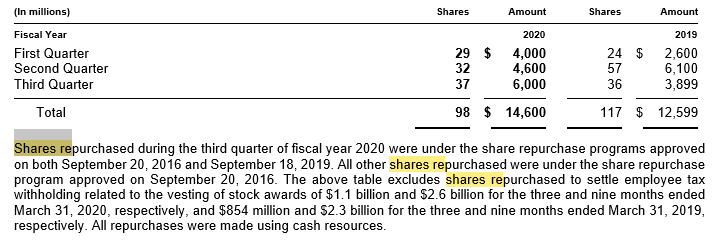 (In millions) Shares Amount Shares Amount
Fiscal Year 2020 2019
First Quarter 29 $ 4,000 24 $ 2,600
Second Quarter 32 4,600 57 6,100
Third Quarter 37 6,000 36 3,899
Total 98 $ 14,600 117 $ 12,599
Shares repurchased during the third quarter of fiscal year 2020 were under the share repurchase programs approved
on both September 20, 2016 and September 18, 2019. All other shares repurchased were under the share repurchase
program approved on September 20, 2016. The above table excludes shares repurchased to settle employee tax
withholding related to the vesting of stock awards of $1.1 billion and $2.6 billion for the three and nine months ended
March 31, 2020, respectively, and $854 million and $2.3 billion for the three and nine months ended March 31, 2019,
respectively. All repurchases were made using cash resources.